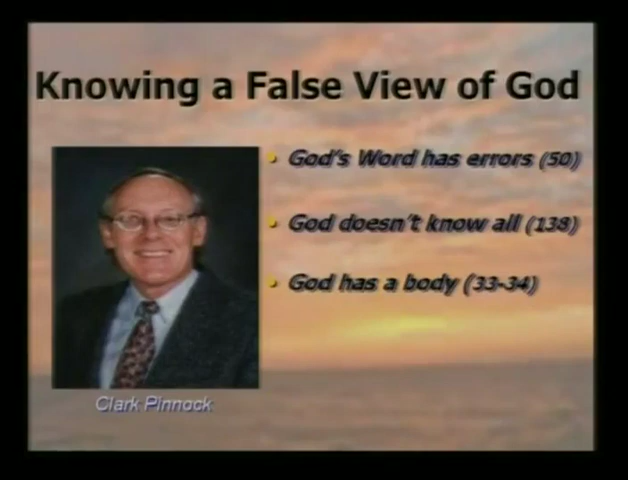 Knowing a False View of God
• God's Word has errors (50)
• God doesn't know all (138)
• God has a body (33-34)
Clark Pinnock